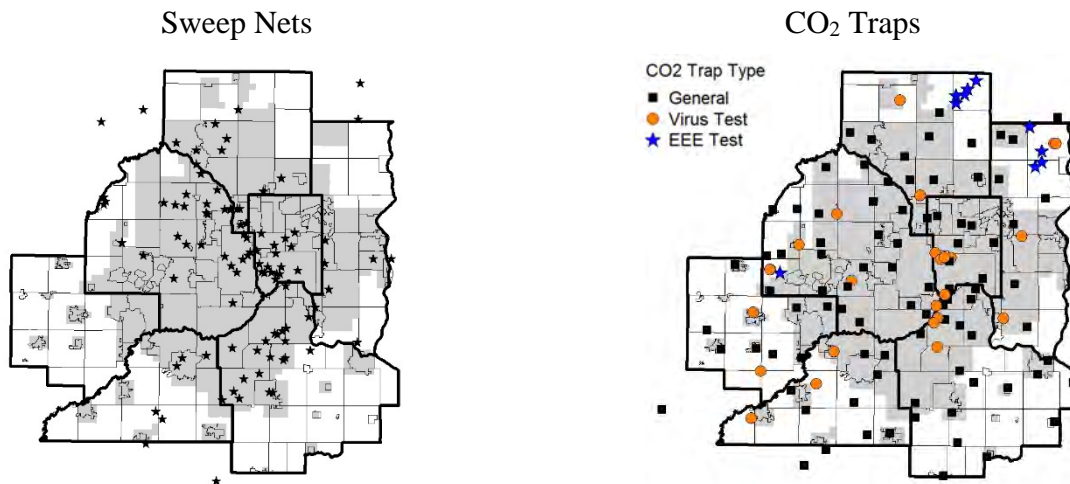 Sweep Nets
CO₂ Traps
CO2 Trap Type
General
Virus Test
EEE Test